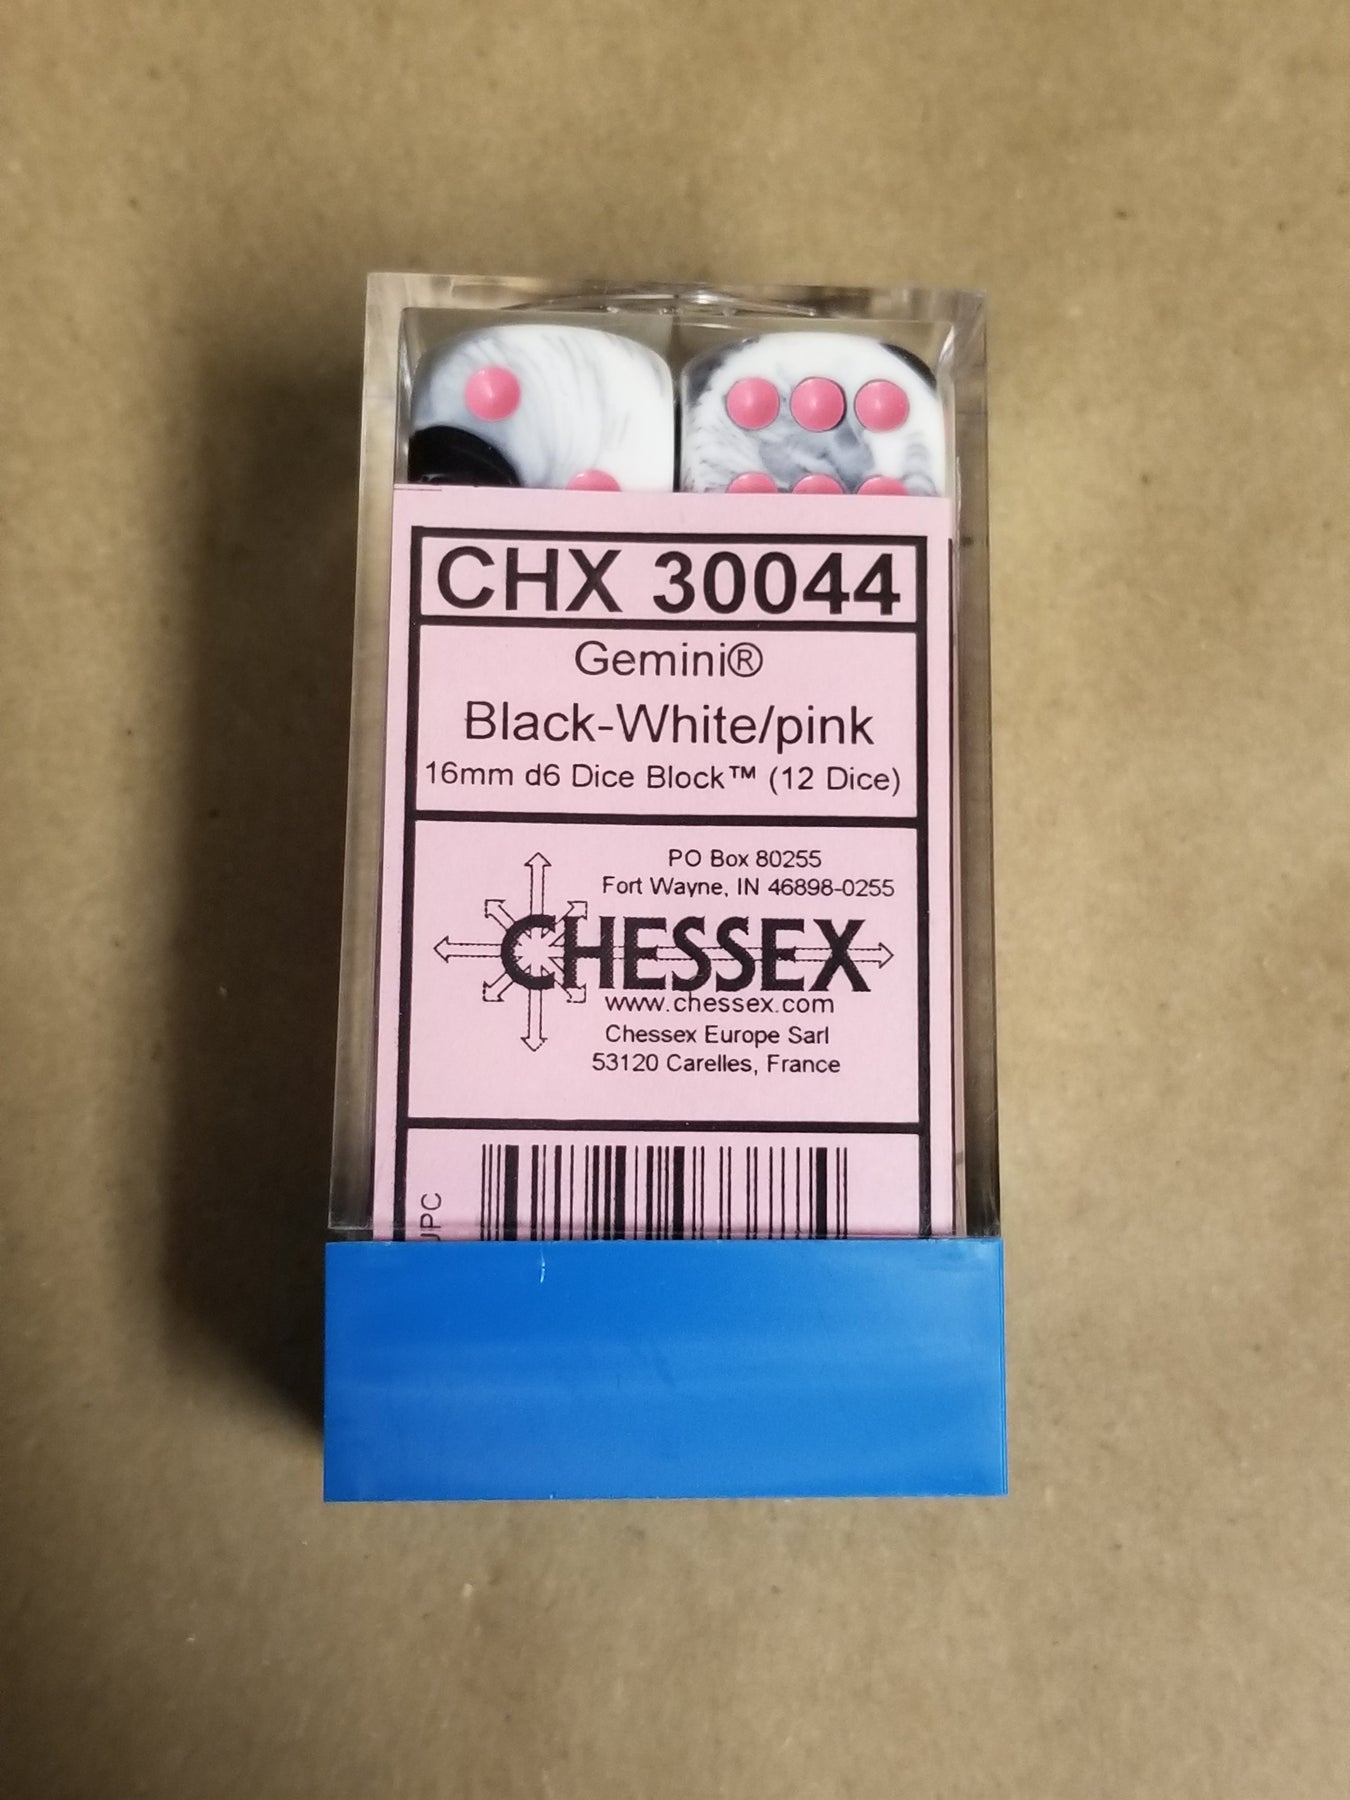 CHX 30044
Gemini®
Black-White/pink
16mm d6 Dice Block™ (12 Dice)
PO Box 80255
Fort Wayne, IN 46898-0255
CHESSEX
www.chessex.com
Chessex Europe Sarl
53120 Carelles, France
UPC